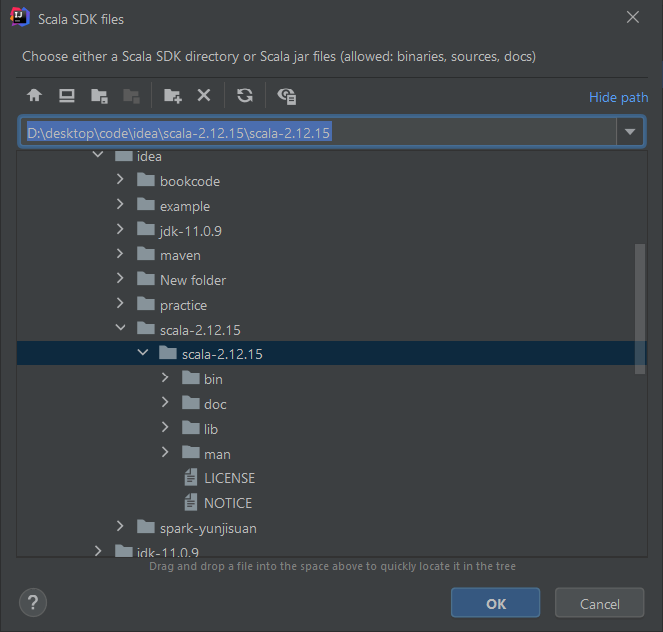 Scala SDK files
Choose either a Scala SDK directory or Scala jar files (allowed: binaries, sources, docs)
Hide path
D:\desktop\code\idea\scala-2.12.15\scala-2.12.15
idea
bookcode
example
jdk-11.0.9
maven
New folder
practice
scala-2.12.15
scala-2.12.15
bin
doc
lib
man
LICENSE
NOTICE
spark-yunjisuan
jdk-11.0.9
Drag and drop a file into the space above to quickly locate it in the tree
?
OK
Cancel